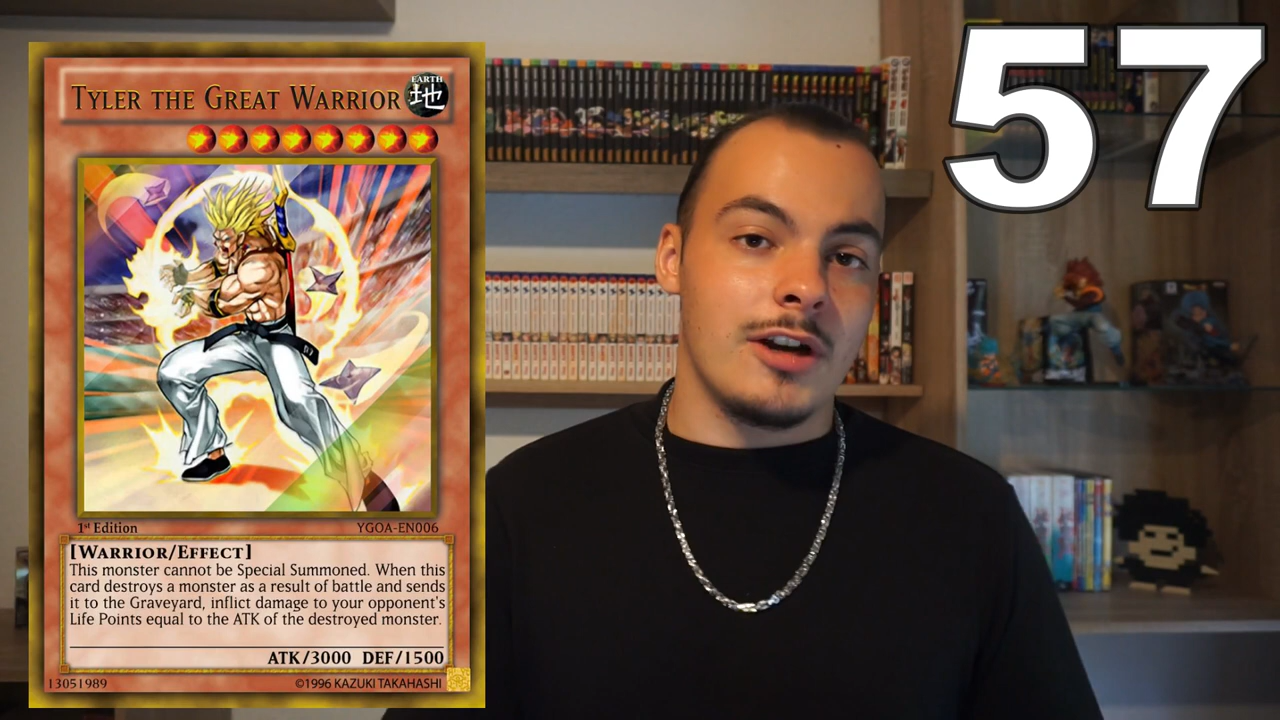 TYLER THE GREAT WARRIOR
EARTH
地
57
1st Edition
YGOA-EN006
[WARRIOR/EFFECT]
This monster cannot be Special Summoned. When this
card destroys a monster as a result of battle and sends
it to the Graveyard, inflict damage to your opponent's
Life Points equal to the ATK of the destroyed monster.
ATK/3000 DEF/1500
13051989
©1996 KAZUKI TAKAHASHI